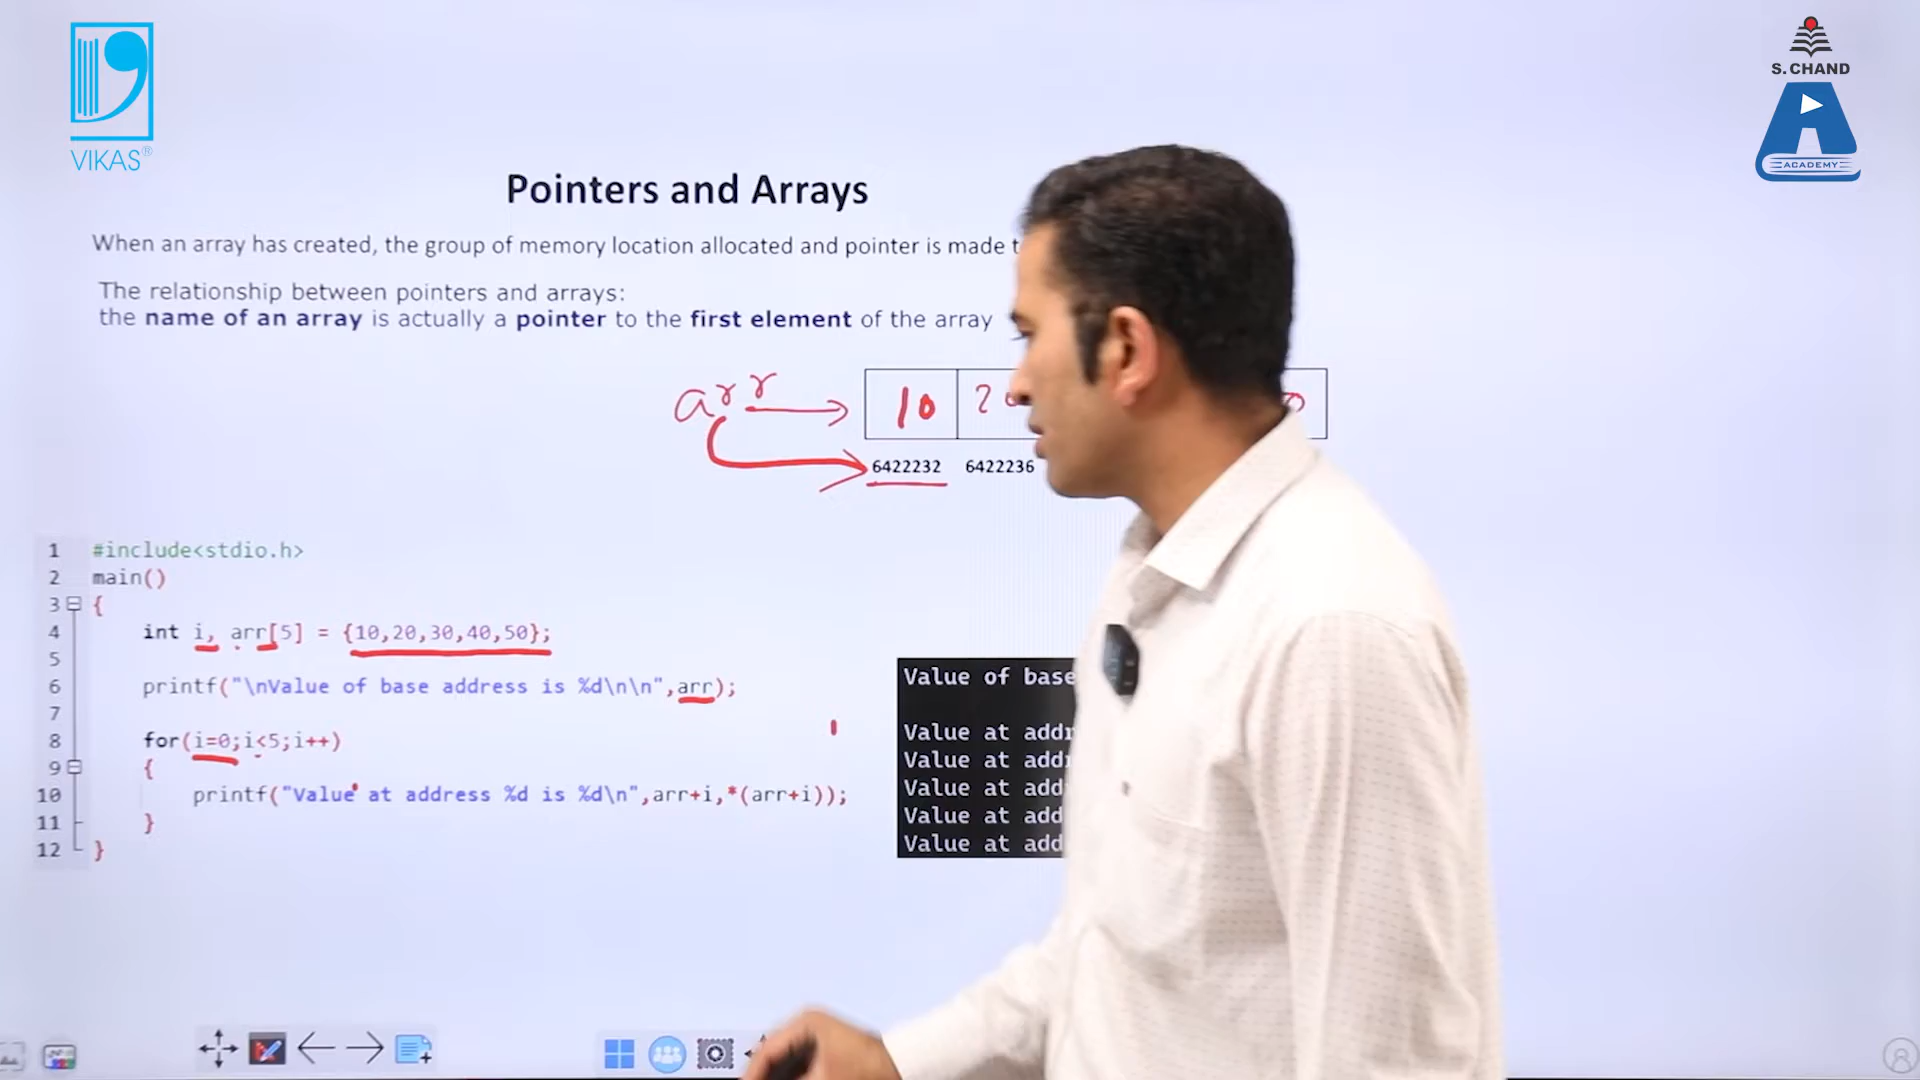 VIKAS®
S. CHAND
ACADEMY
Pointers and Arrays
When an array has created, the group of memory location allocated and pointer is made
The relationship between pointers and arrays:
the name of an array is actually a pointer to the first element of the array
arr
10
6422232 6422236
1 #include<stdio.h>
2 main()
3 {
4 int i, arr[5] = {10,20,30,40,50};
5
6 printf("\nValue of base address is %d\n\n",arr);
7
8 for(i=0;i<5;i++)
9 {
10 printf("Value at address %d is %d\n",arr+i,*(arr+i));
11 }
12 }
Value of base
Value at
Value at
Value at
Value at
Value at